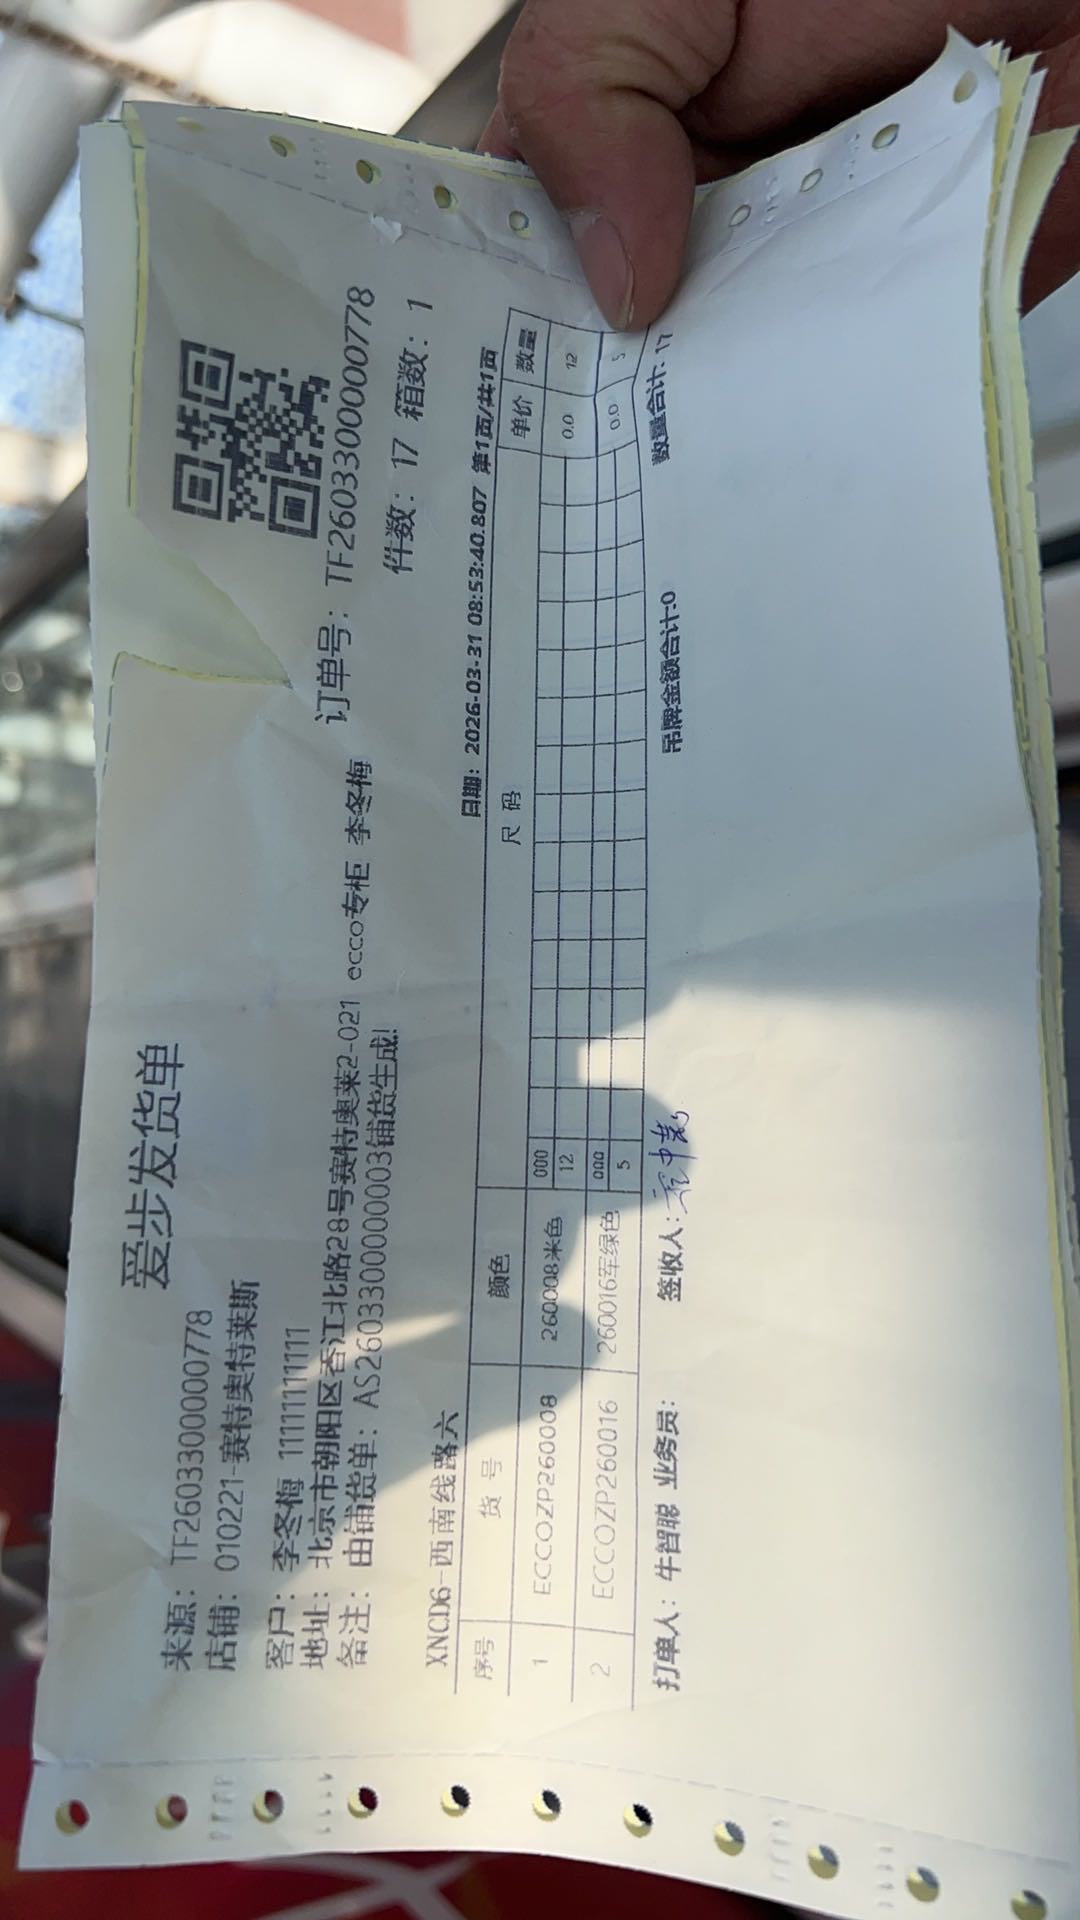 爱步发货单
来源：TF260330000778
店铺：010221-赛特奥特莱斯
订单号：TF260330000778
客户：李冬梅 11111111111
件数：17 箱数：1
地址：北京市朝阳区香江北路28号赛特奥莱2-021 ecco专柜 李冬梅
备注：由铺货单：AS260330000003铺货生成!
XNCD6-西南线路六 日期：2026-03-31 08:53:40.807 第1页/共1页
序号 货 号 颜色 尺 码 单价 数量
1 ECCOZP260008 260008米色 000 0.0 12
12
2 ECCOZP260016 260016军绿色 000 0.0 5
5
打单人：牛智聪 业务员： 签收人： 吊牌金额合计:0 数量合计: 17